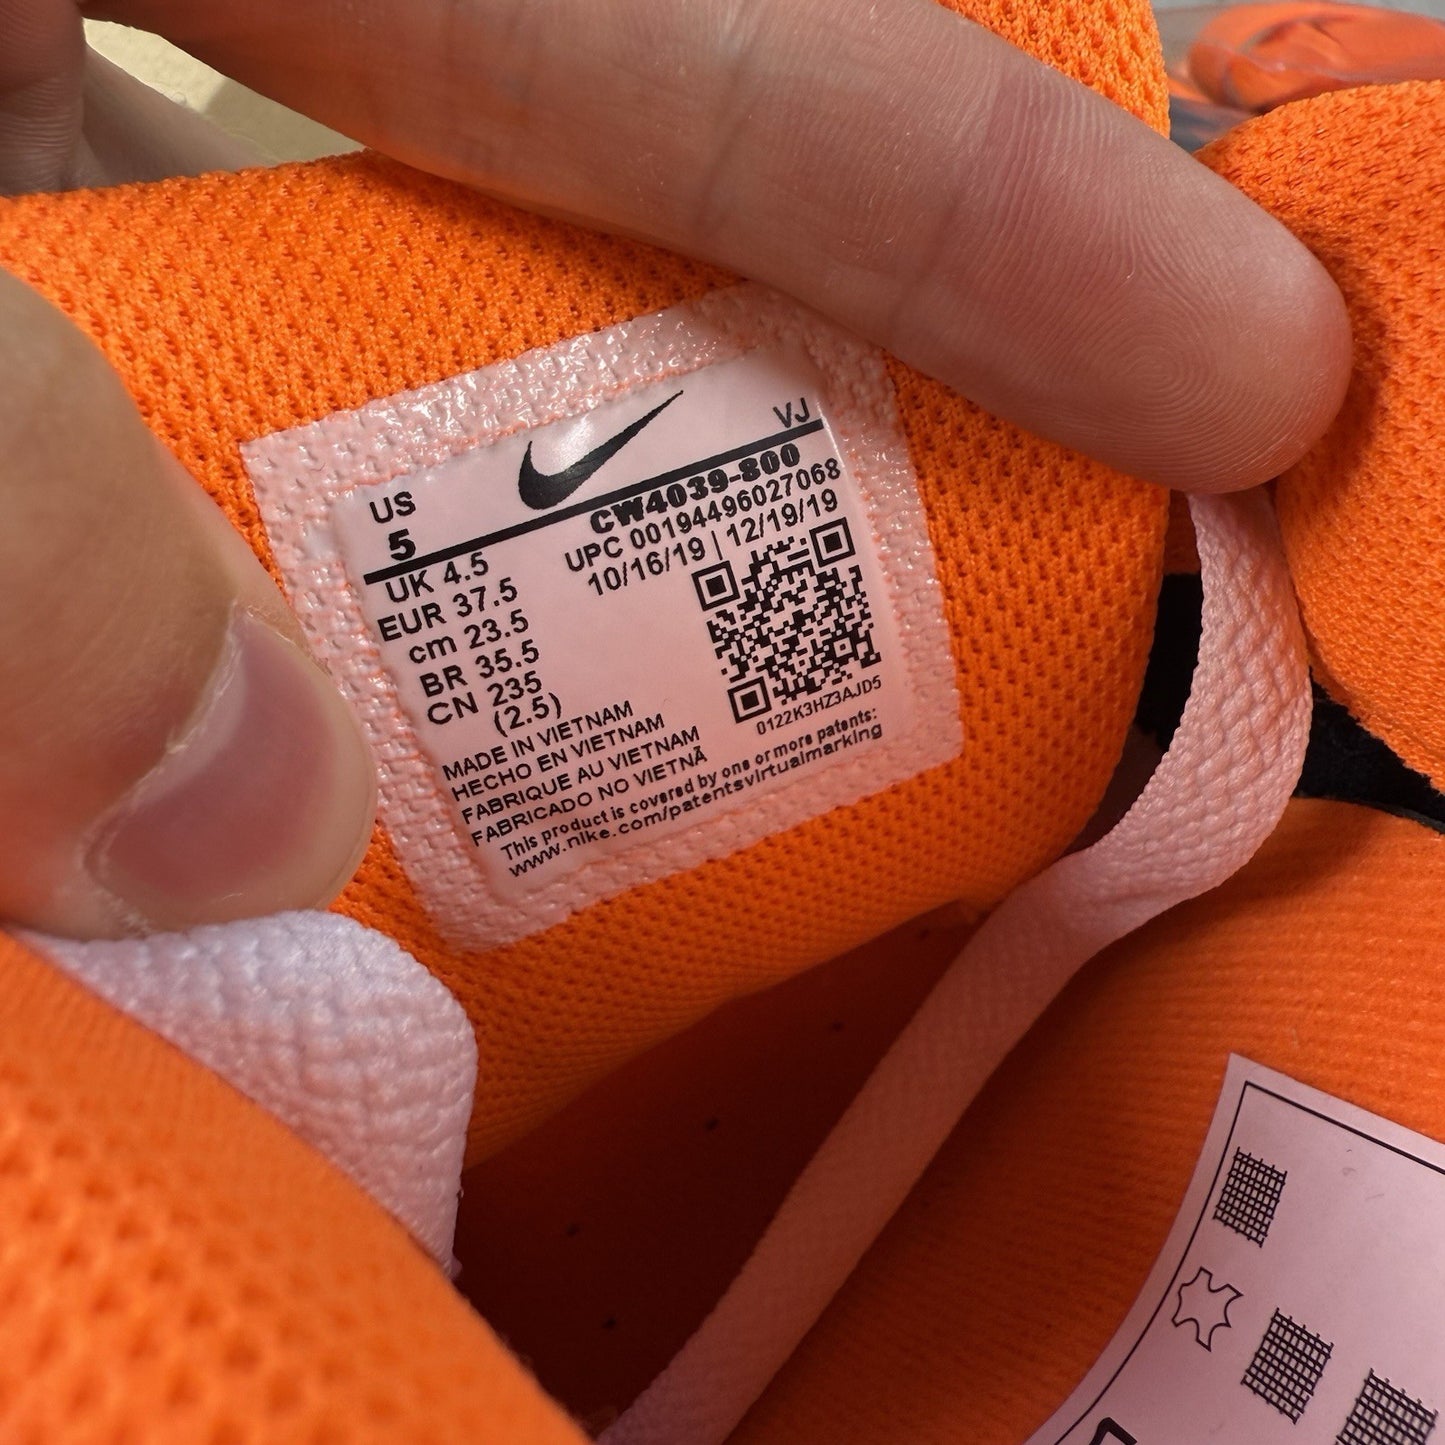 VJ
US
5
CW4039-800
UPC 00194496027068
10/16/19 | 12/19/19
UK 4.5
EUR 37.5
cm 23.5
BR 35.5
CN 235
(2.5)
0122K3HZ3AJD5
MADE IN VIETNAM
HECHO EN VIETNAM
FABRIQUE AU VIETNAM
FABRICADO NO VIETNÃ
This product is covered by one or more patents:
www.nike.com/patentsvirtualmarking